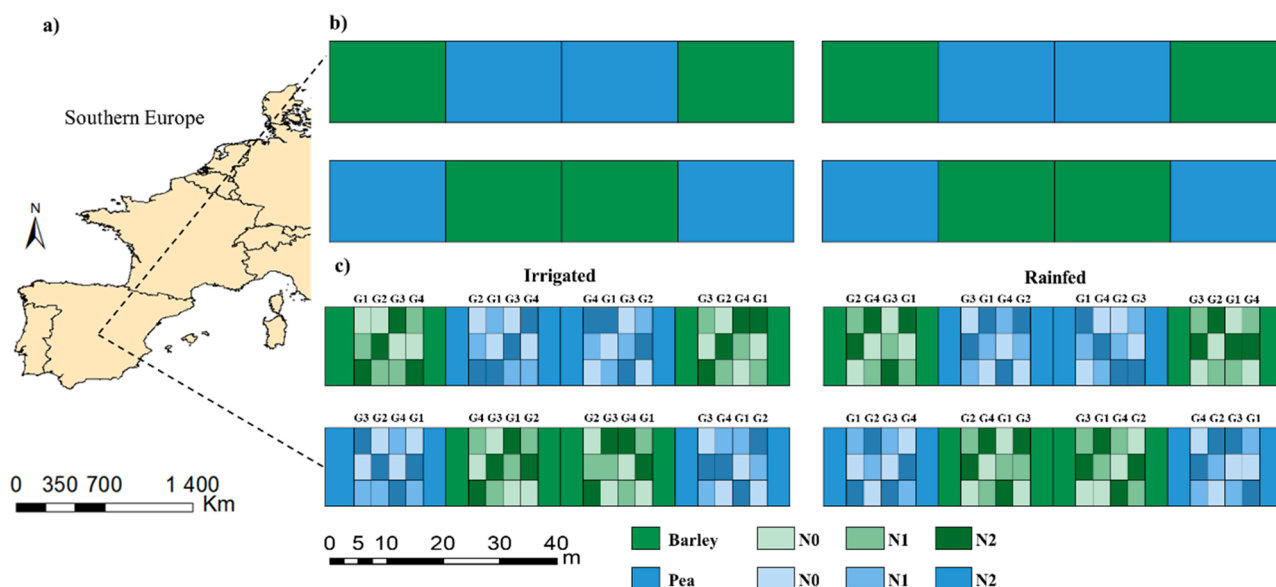 a)
b)
Southern Europe
N
c)
Irrigated
Rainfed
G1 G2 G3 G4
G2 G1 G3 G4
G4 G1 G3 G2
G3 G2 G4 G1
G2 G4 G3 G1
G3 G1 G4 G2
G1 G4 G2 G3
G3 G2 G1 G4
G3 G2 G4 G1
G4 G3 G1 G2
G2 G3 G4 G1
G3 G4 G1 G2
G1 G2 G3 G4
G2 G4 G1 G3
G3 G1 G4 G2
G4 G2 G3 G1
0 350 700 1 400
Km
0 5 10 20 30 40
m
Barley N0 N1 N2
Pea N0 N1 N2